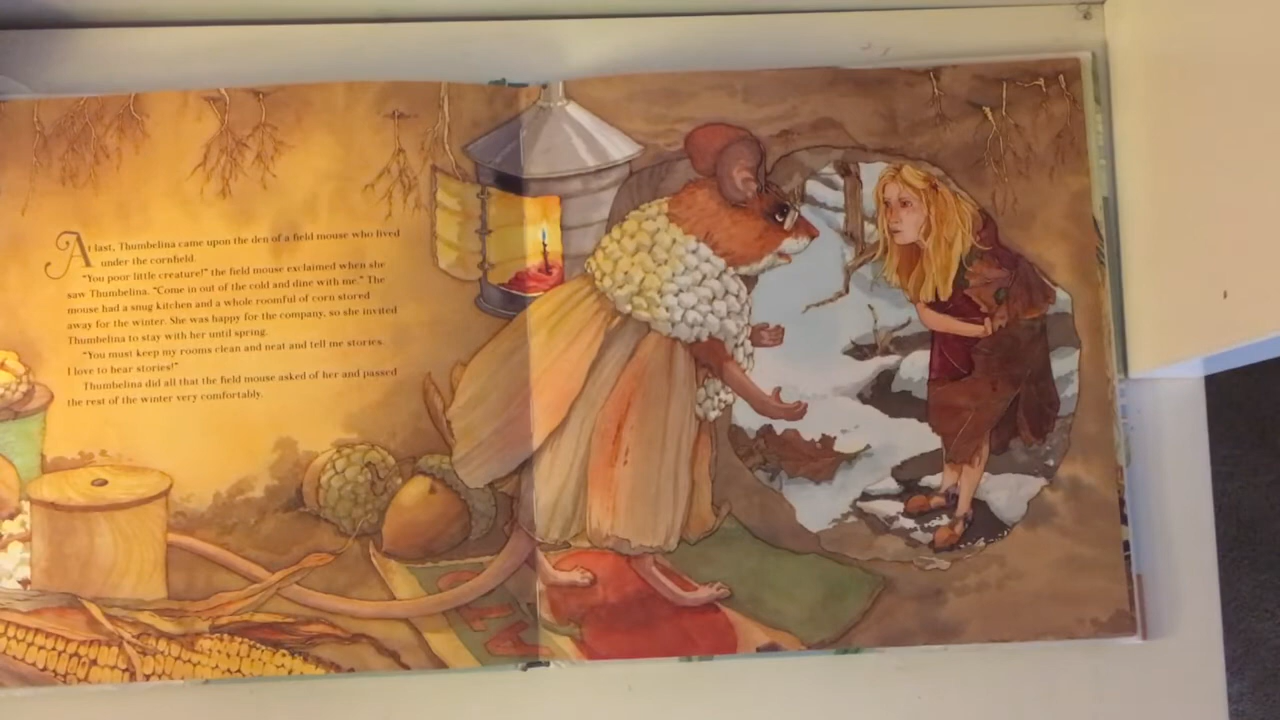 At last, Thumbelina came upon the den of a field mouse who lived
under the cornfield.
"You poor little creature!" the field mouse exclaimed when she
saw Thumbelina. "Come in out of the cold and dine with me." The
mouse had a snug kitchen and a whole roomful of corn stored
away for the winter. She was happy for the company, so she invited
Thumbelina to stay with her until spring.
"You must keep my rooms clean and neat and tell me stories.
I love to hear stories!"
Thumbelina did all that the field mouse asked of her and passed
the rest of the winter very comfortably.